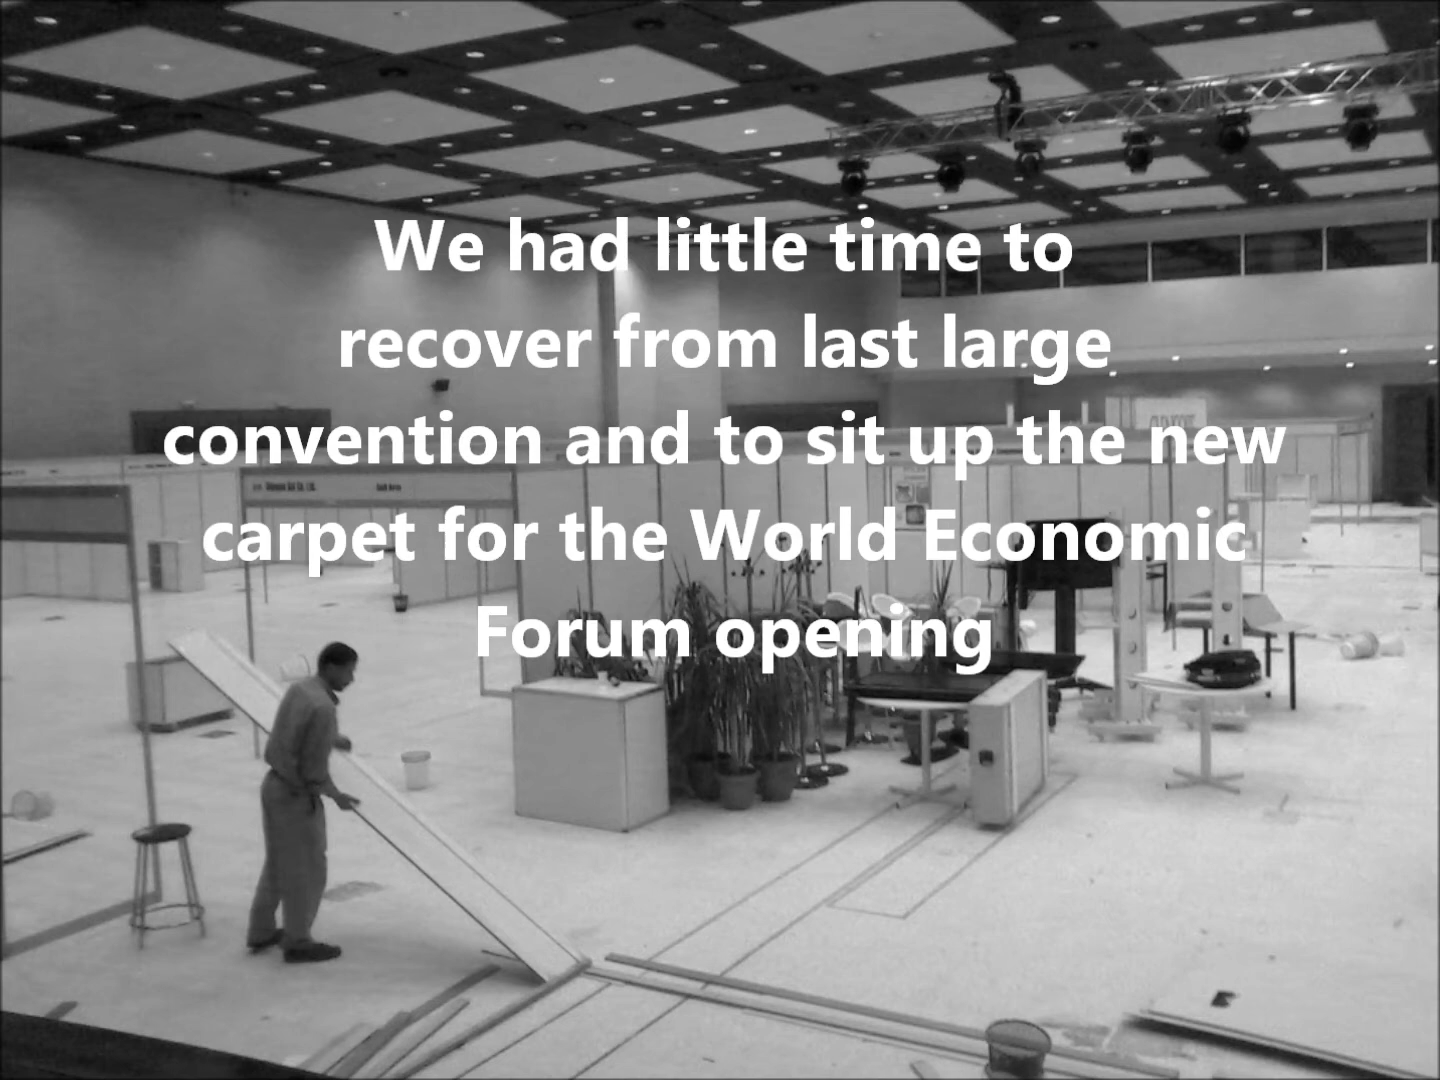 We had little time to
recover from last large
convention and to sit up the new
carpet for the World Economic
Forum opening